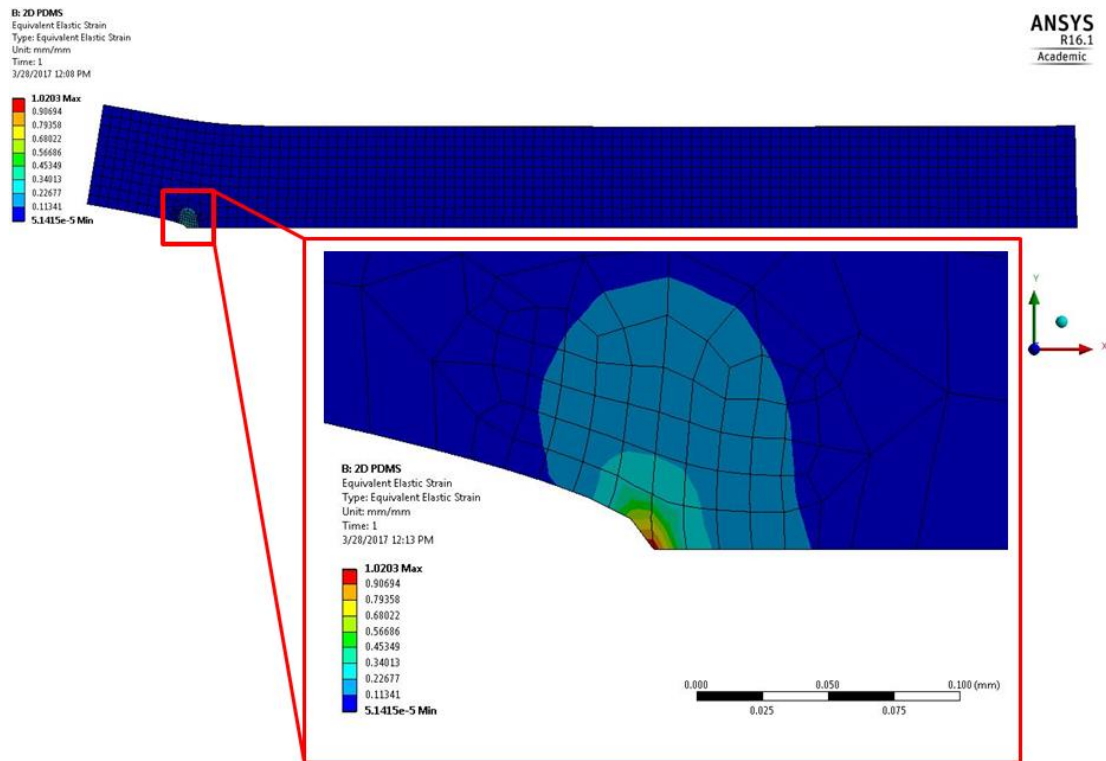 B: 2D PDMS
Equivalent Elastic Strain
Type: Equivalent Elastic Strain
Unit: mm/mm
Time: 1
3/28/2017 12:08 PM
ANSYS
R16.1
Academic
1.0203 Max
0.90694
0.79358
0.68022
0.56686
0.45349
0.34013
0.22677
0.11341
5.1415e-5 Min
Y
X
B: 2D PDMS
Equivalent Elastic Strain
Type: Equivalent Elastic Strain
Unit: mm/mm
Time: 1
3/28/2017 12:13 PM
1.0203 Max
0.90694
0.79358
0.68022
0.56686
0.45349
0.34013
0.22677
0.11341
5.1415e-5 Min
0.000 0.050 0.100 (mm)
0.025 0.075